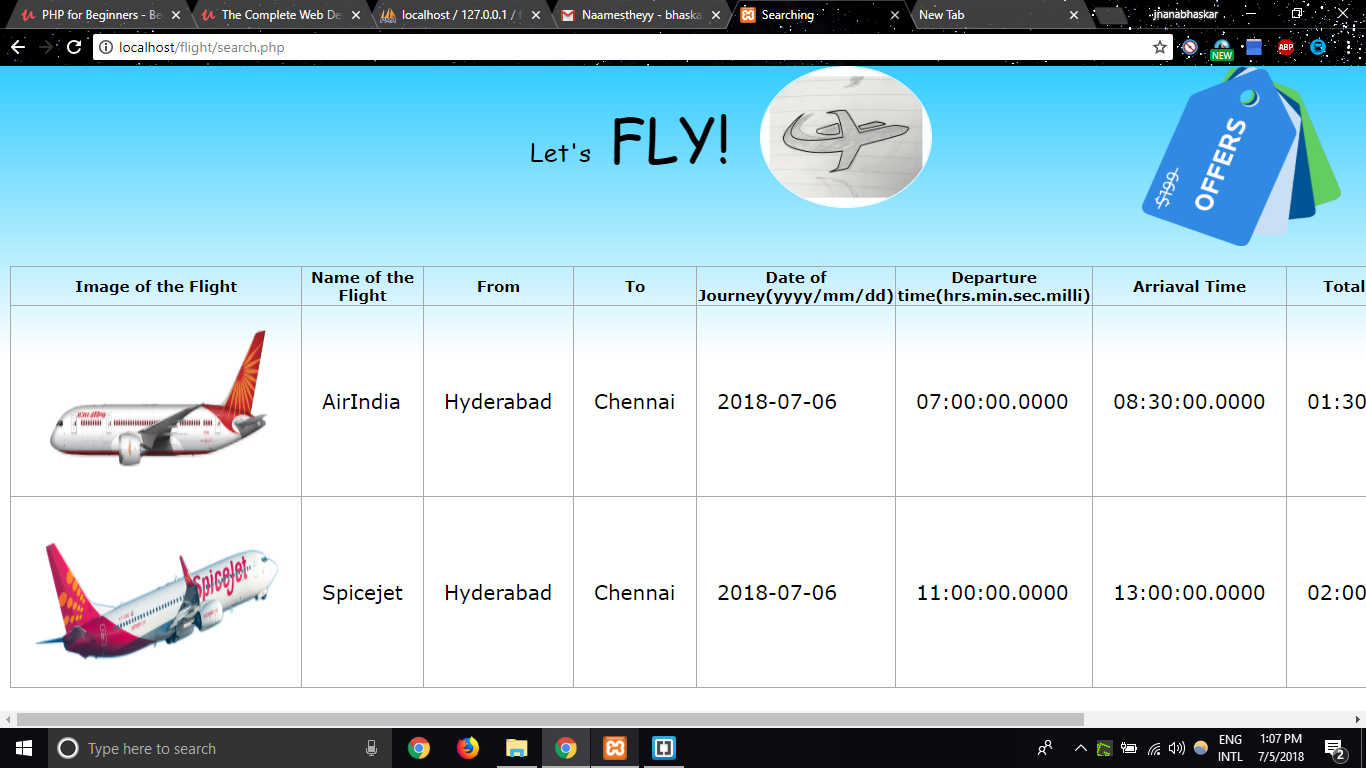 PHP for Beginners - Be
The Complete Web De
localhost / 127.0.0.1 / f
Naamestheyy - bhaska
Searching
New Tab
jnanabhaskar
localhost/flight/search.php
NEW
ABP
Let's FLY!
$199
OFFERS
Image of the Flight
Name of the
Flight
From
To
Date of
Journey(yyyy/mm/dd)
Departure
time(hrs.min.sec.milli)
Arriaval Time
Total
AirIndia
Hyderabad
Chennai
2018-07-06
07:00:00.0000
08:30:00.0000
01:30
SpiceJet
Spicejet
Hyderabad
Chennai
2018-07-06
11:00:00.0000
13:00:00.0000
02:00
Type here to search
ENG
INTL
1:07 PM
7/5/2018
2